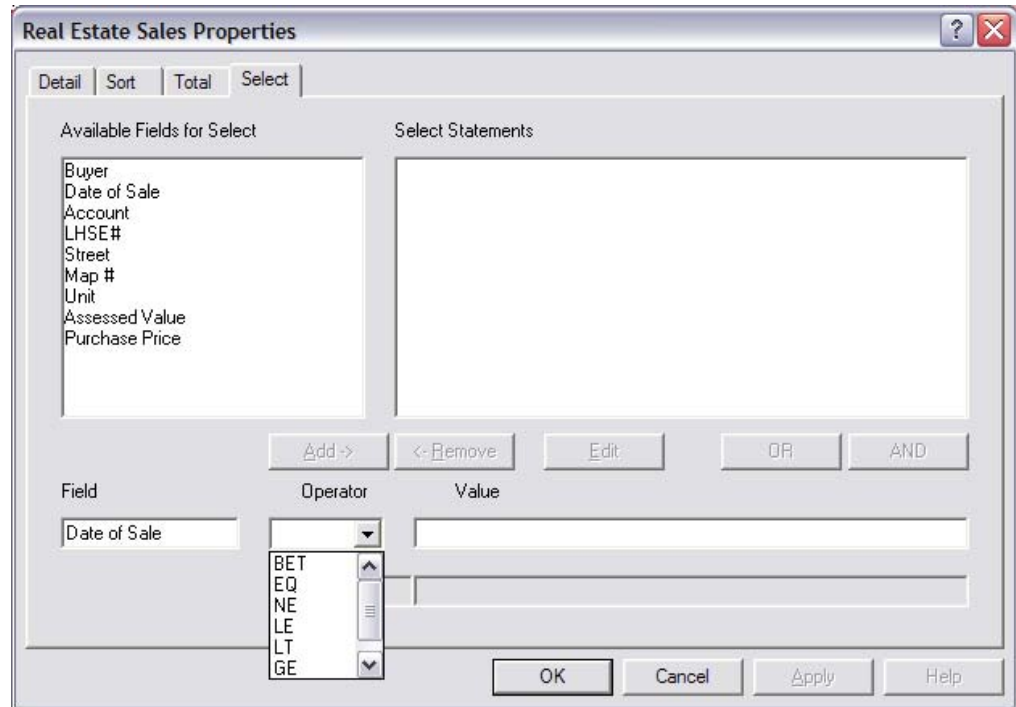 Real Estate Sales Properties
Detail Sort Total Select
Available Fields for Select Select Statements
Buyer
Date of Sale
Account
LHSE#
Street
Map #
Unit
Assessed Value
Purchase Price
Add -> <- Remove Edit OR AND
Field Operator Value
Date of Sale
BET
EQ
NE
LE
LT
GE
OK Cancel Apply Help